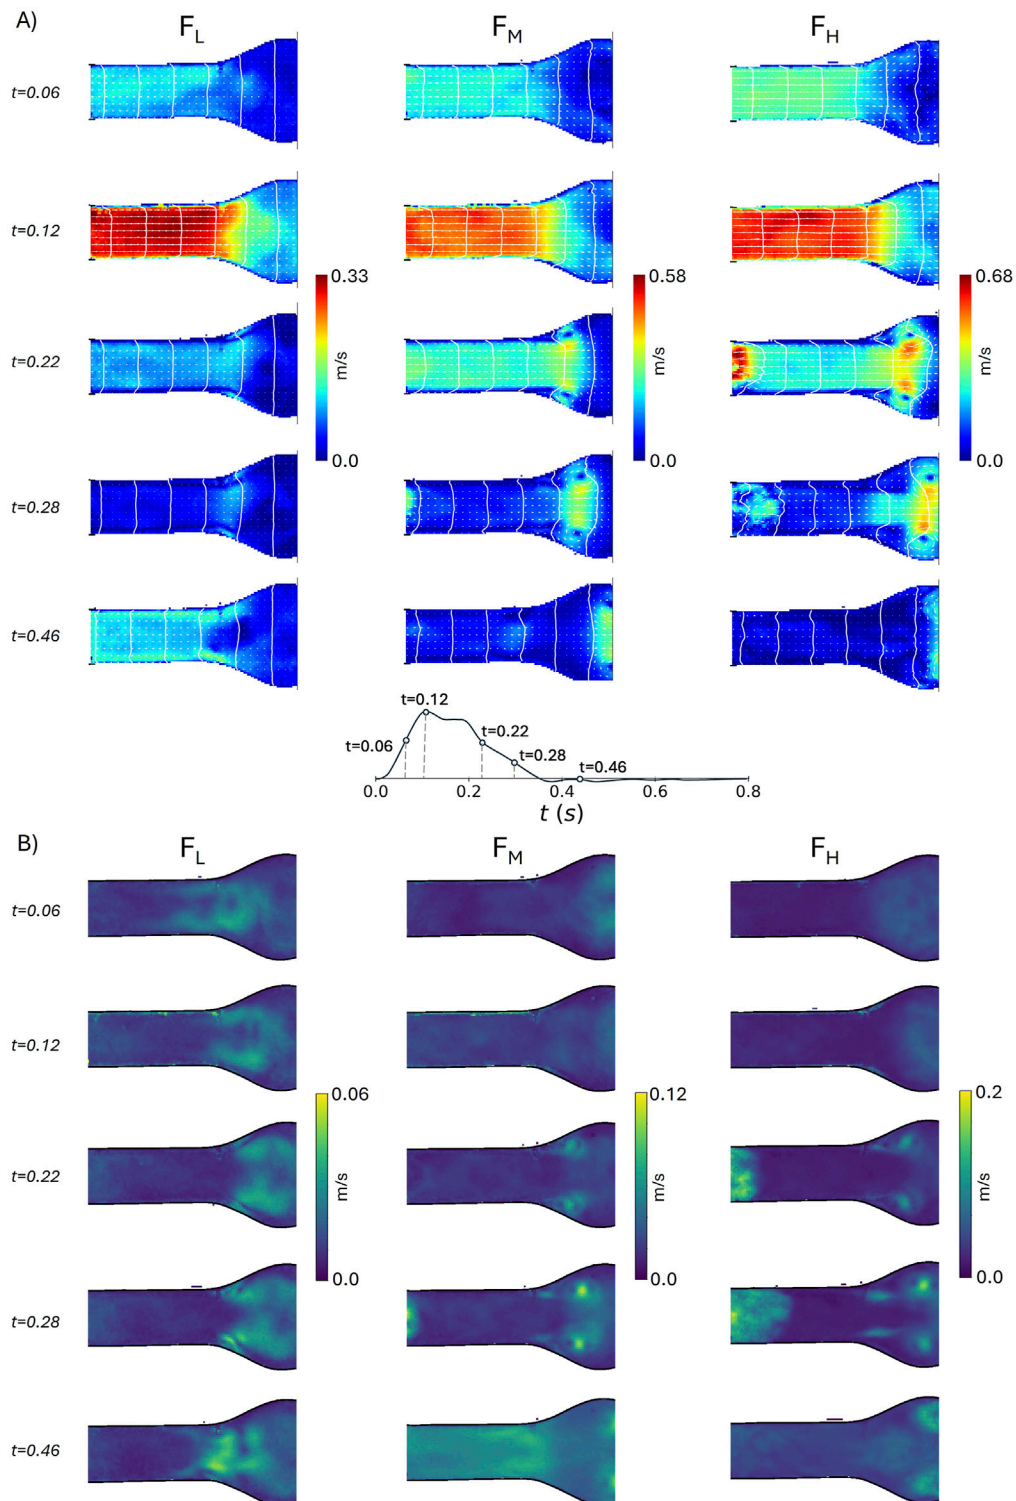 A)
F_L F_M F_H
t=0.06
t=0.12
0.33 0.58 0.68
t=0.22
m/s m/s m/s
0.0 0.0 0.0
t=0.28
t=0.46
t=0.12
t=0.06 t=0.22
t=0.28
t=0.46
0.0 0.2 0.4 0.6 0.8
t (s)
B)
F_L F_M F_H
t=0.06
t=0.12
0.06 0.12 0.2
t=0.22
m/s m/s m/s
0.0 0.0 0.0
t=0.28
t=0.46